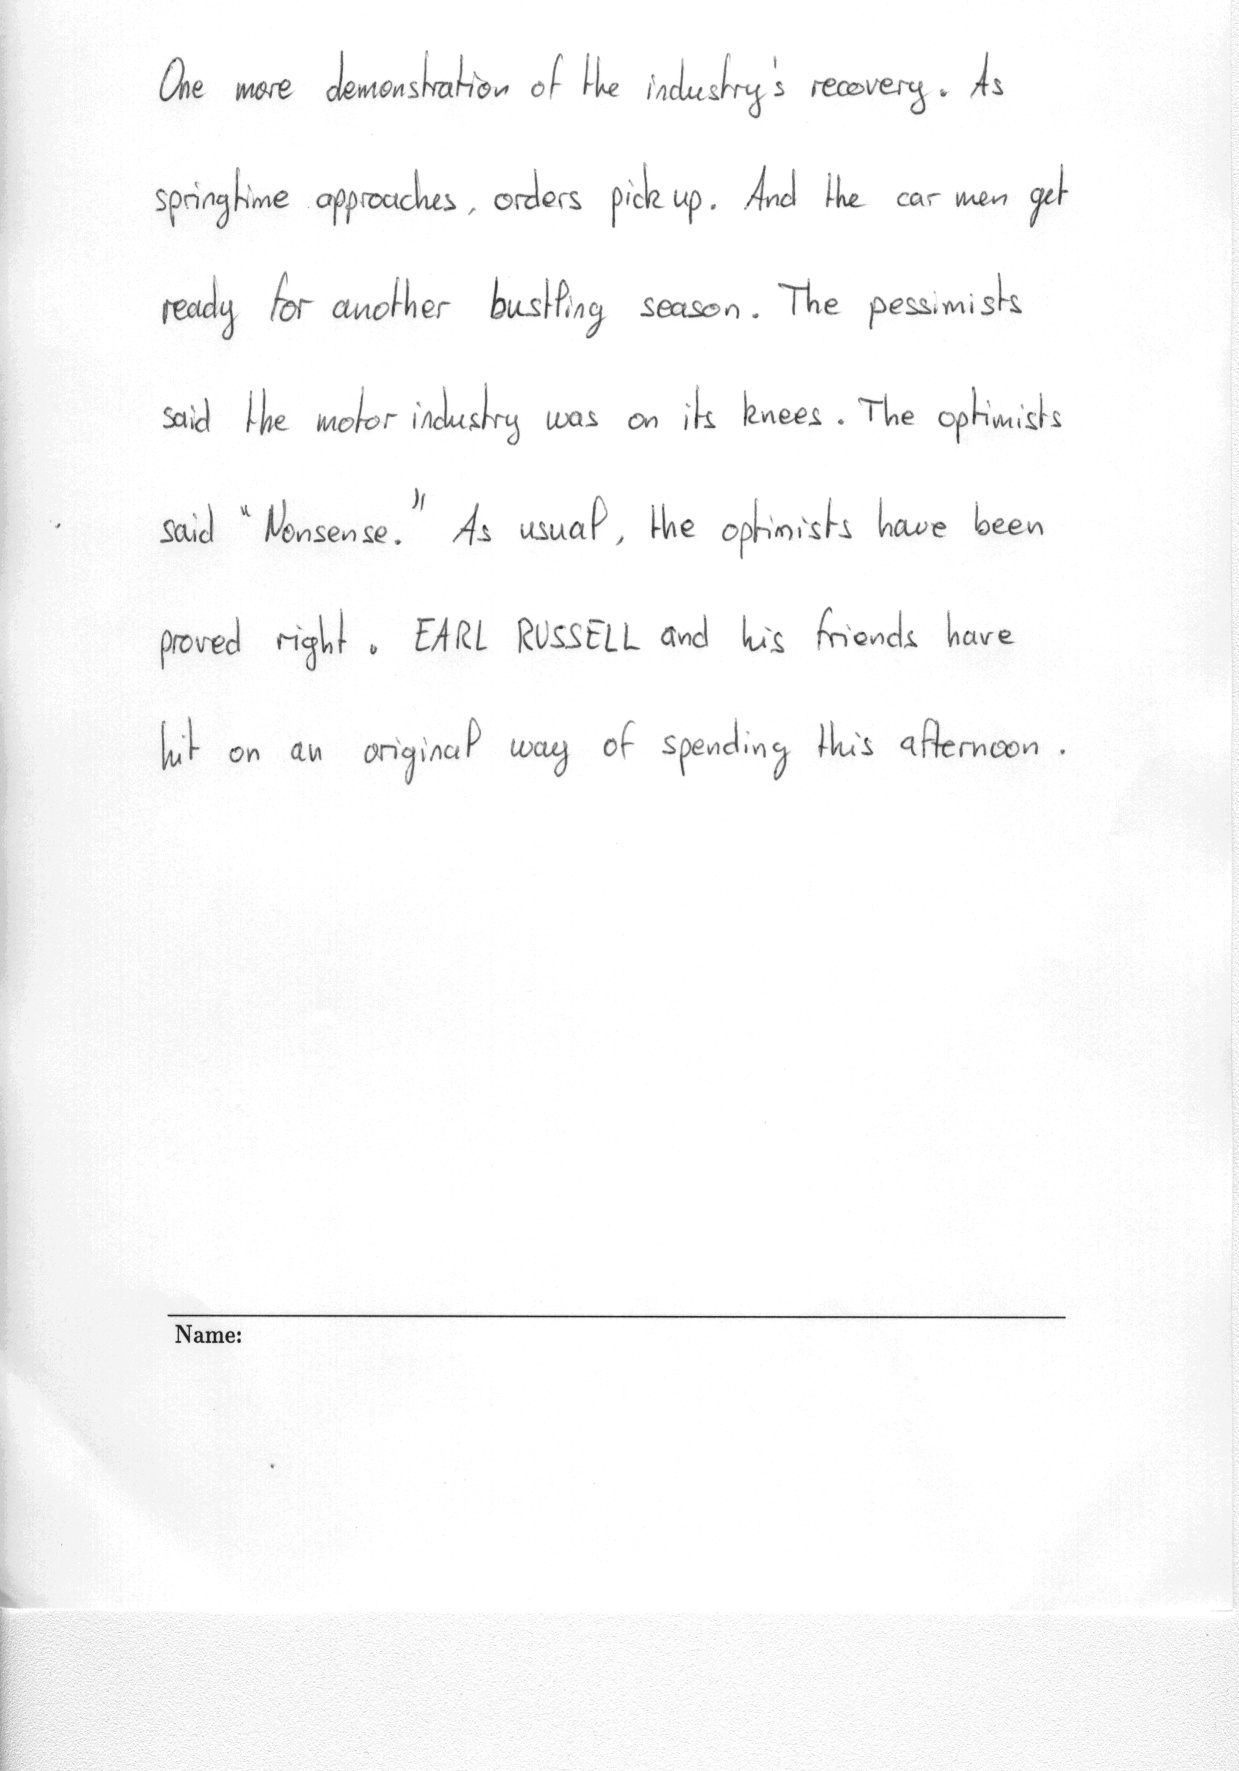 One more demonstration of the industry's recovery. As
springtime approaches, orders pick up. And the car men get
ready for another bustling season. The pessimists
said the motor industry was on its knees. The optimists
said "Nonsense." As usual, the optimists have been
proved right. EARL RUSSELL and his friends have
hit on an original way of spending this afternoon.
Name: